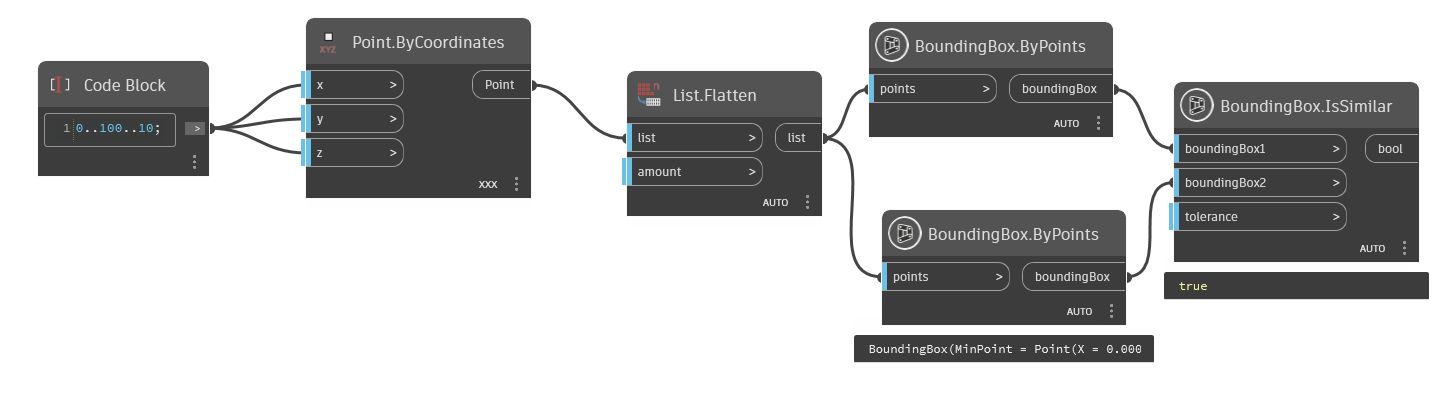 Code Block
1 0..100..10;
>
XYZ
Point.ByCoordinates
x >
Point
y >
z >
XXX
List.Flatten
list >
list
amount >
AUTO
BoundingBox.ByPoints
points >
boundingBox
AUTO
BoundingBox.ByPoints
points >
boundingBox
AUTO
BoundingBox(MinPoint = Point(X = 0.000
BoundingBox.IsSimilar
boundingBox1 >
bool
boundingBox2 >
tolerance >
AUTO
true